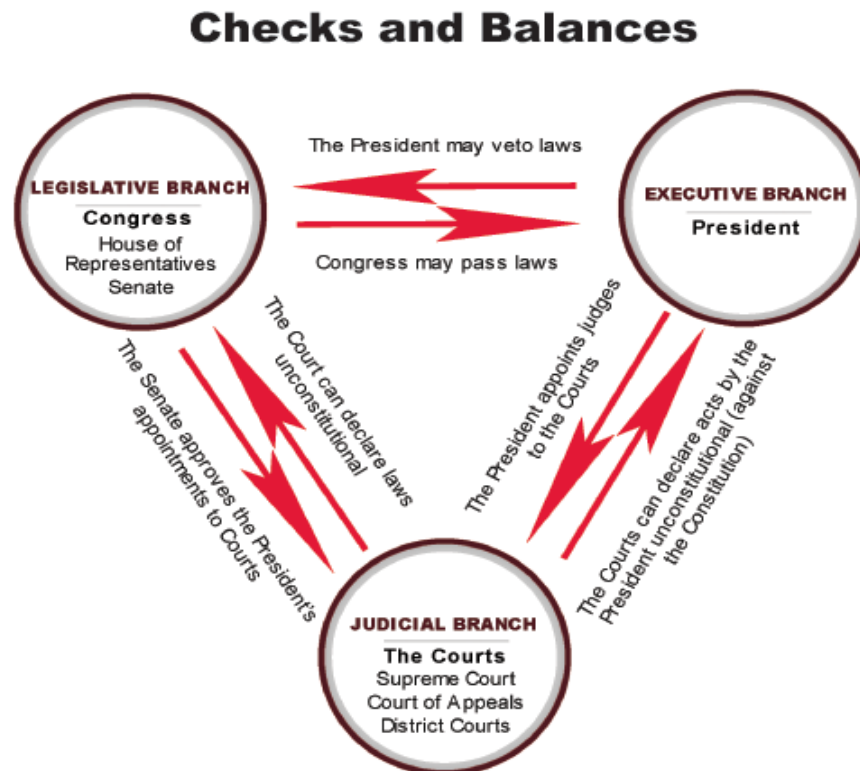 Checks and Balances
The President may veto laws
LEGISLATIVE BRANCH
Congress
House of
Representatives
Senate
EXECUTIVE BRANCH
President
Congress may pass laws
The Senate approves the President's
appointments to Courts
The Court can declare laws
unconstitutional
The President appoints judges
to the Courts
The Courts can declare acts by the
President unconstitutional (against
the Constitution)
JUDICIAL BRANCH
The Courts
Supreme Court
Court of Appeals
District Courts